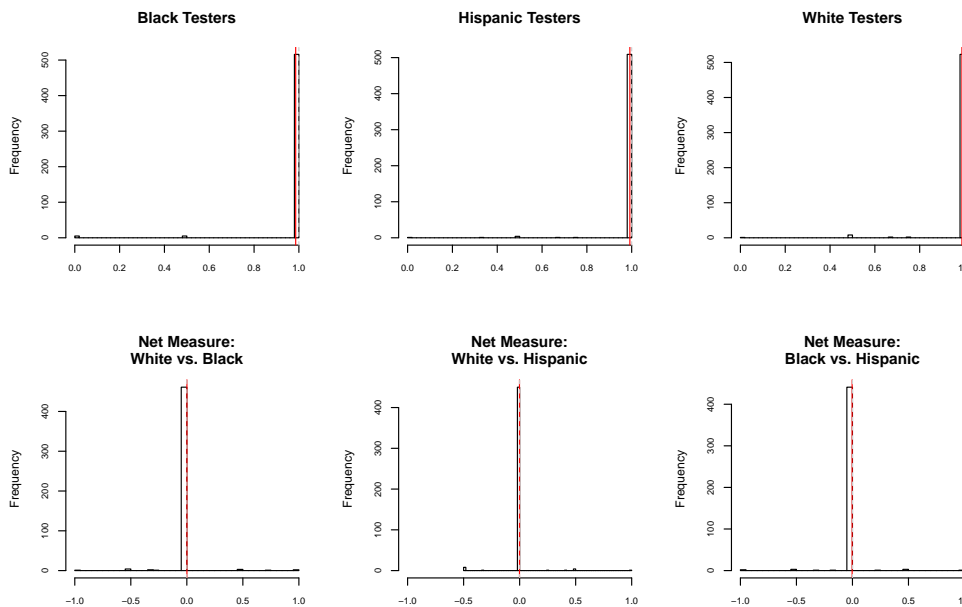 Black Testers
Hispanic Testers
White Testers
Frequency
0 100 200 300 400 500
0.0 0.2 0.4 0.6 0.8 1.0
Frequency
0 100 200 300 400 500
0.0 0.2 0.4 0.6 0.8 1.0
Frequency
0 100 200 300 400 500
0.0 0.2 0.4 0.6 0.8 1.0
Net Measure:
White vs. Black
Net Measure:
White vs. Hispanic
Net Measure:
Black vs. Hispanic
Frequency
0 100 200 300 400
−1.0 −0.5 0.0 0.5 1.0
Frequency
0 100 200 300 400
−1.0 −0.5 0.0 0.5 1.0
Frequency
0 100 200 300 400
−1.0 −0.5 0.0 0.5 1.0